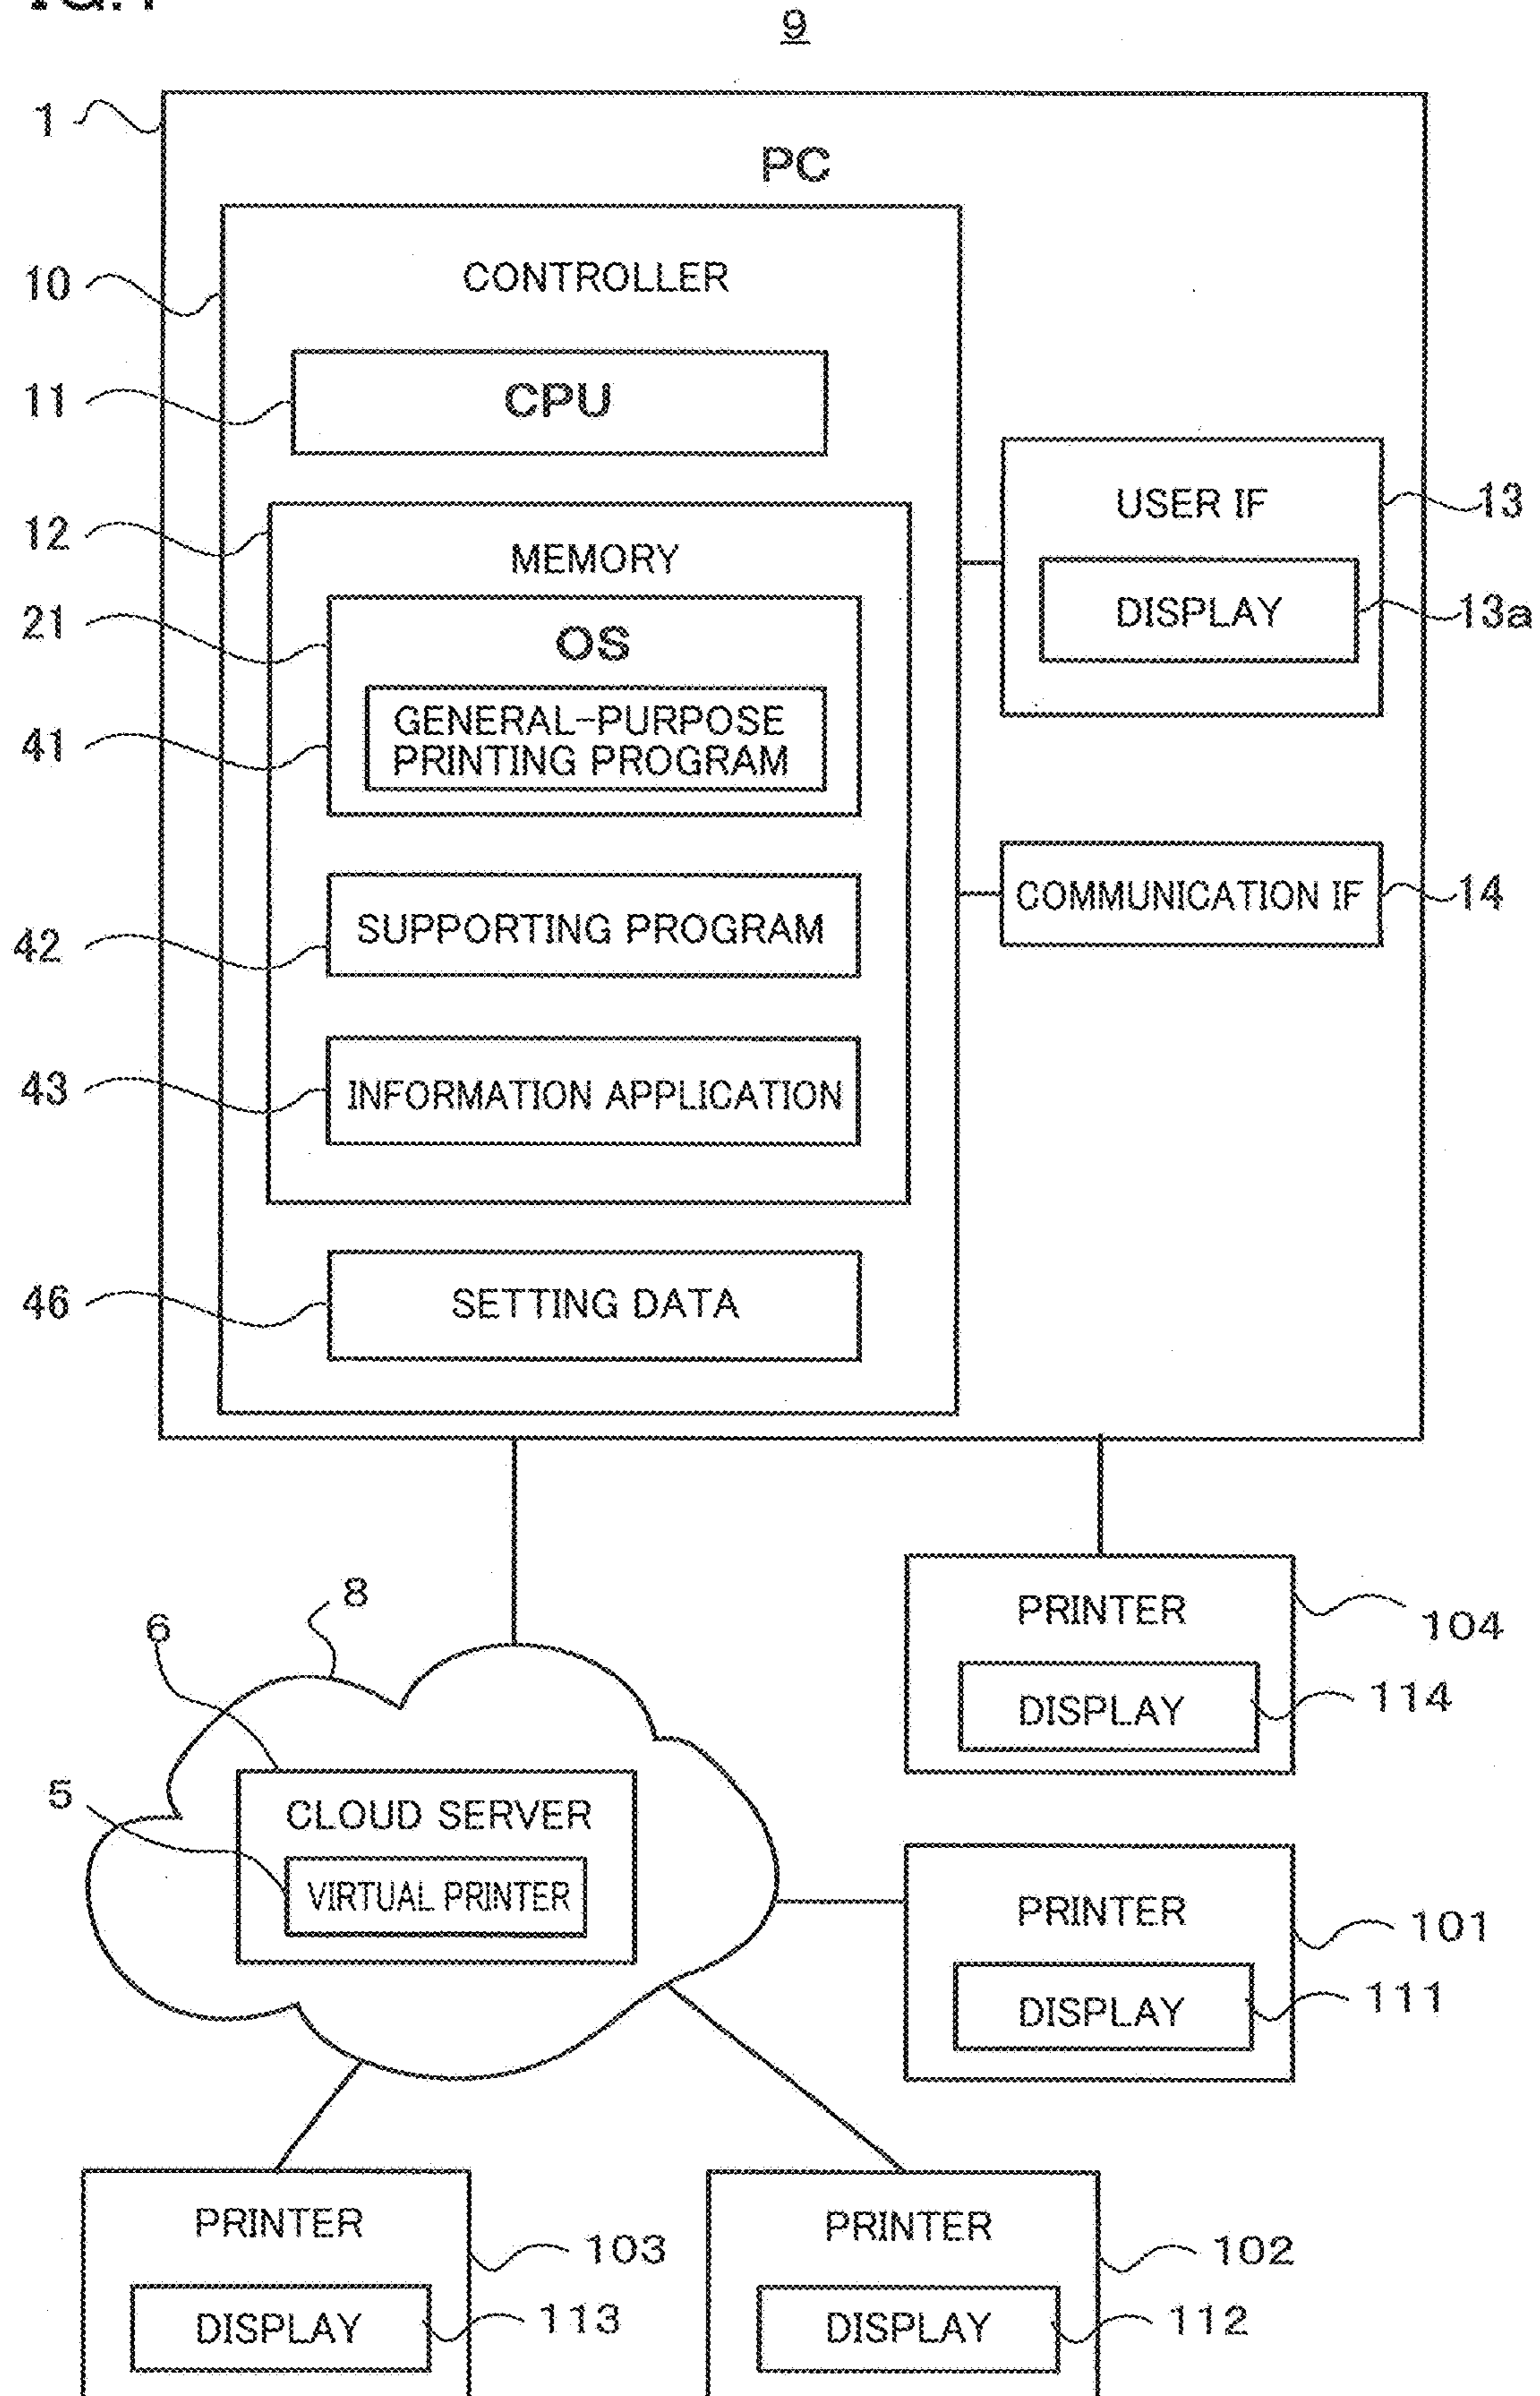 9
1
PC
10
CONTROLLER
11
CPU
12
MEMORY
21
OS
41
GENERAL-PURPOSE
PRINTING PROGRAM
42
SUPPORTING PROGRAM
43
INFORMATION APPLICATION
46
SETTING DATA
USER IF
13
DISPLAY
13a
COMMUNICATION IF
14
8
6
5
CLOUD SERVER
VIRTUAL PRINTER
PRINTER
104
DISPLAY
114
PRINTER
101
DISPLAY
111
PRINTER
103
DISPLAY
113
PRINTER
102
DISPLAY
112